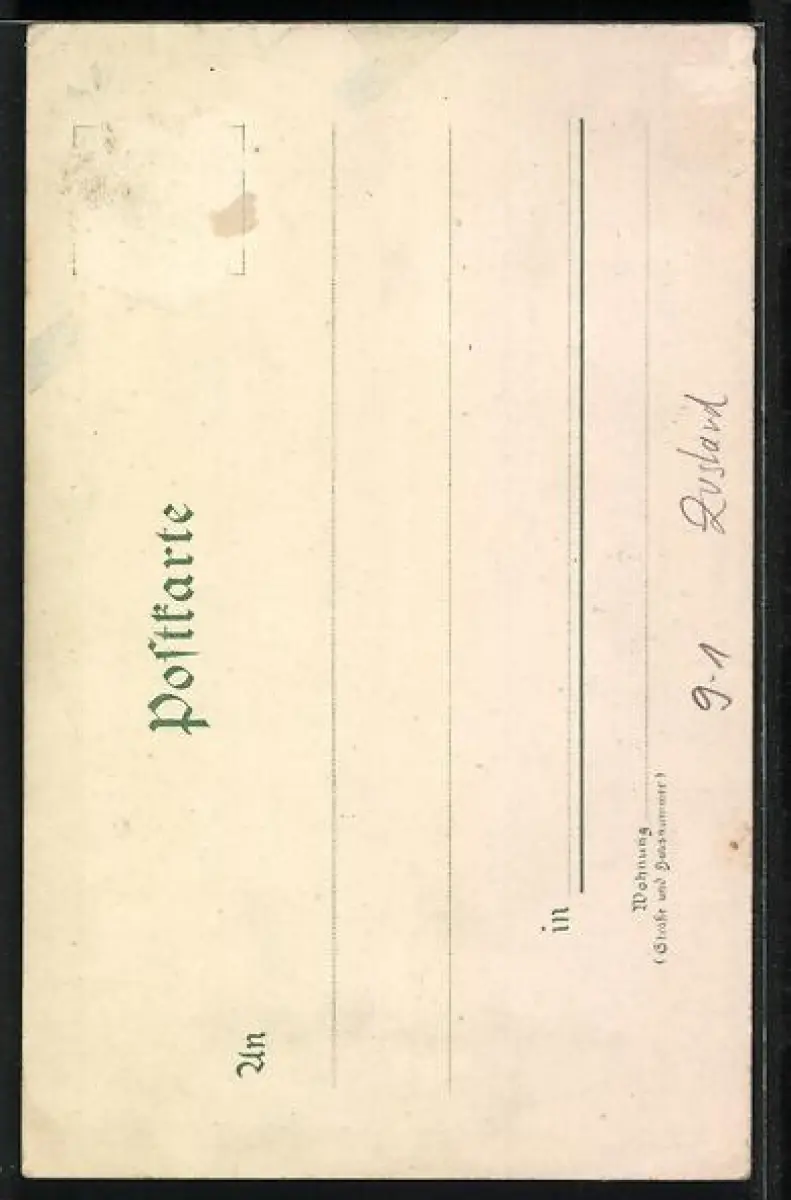 Postkarte
An
in
Wohnung
(Straße und Hausnummer)
9-1 Zustand